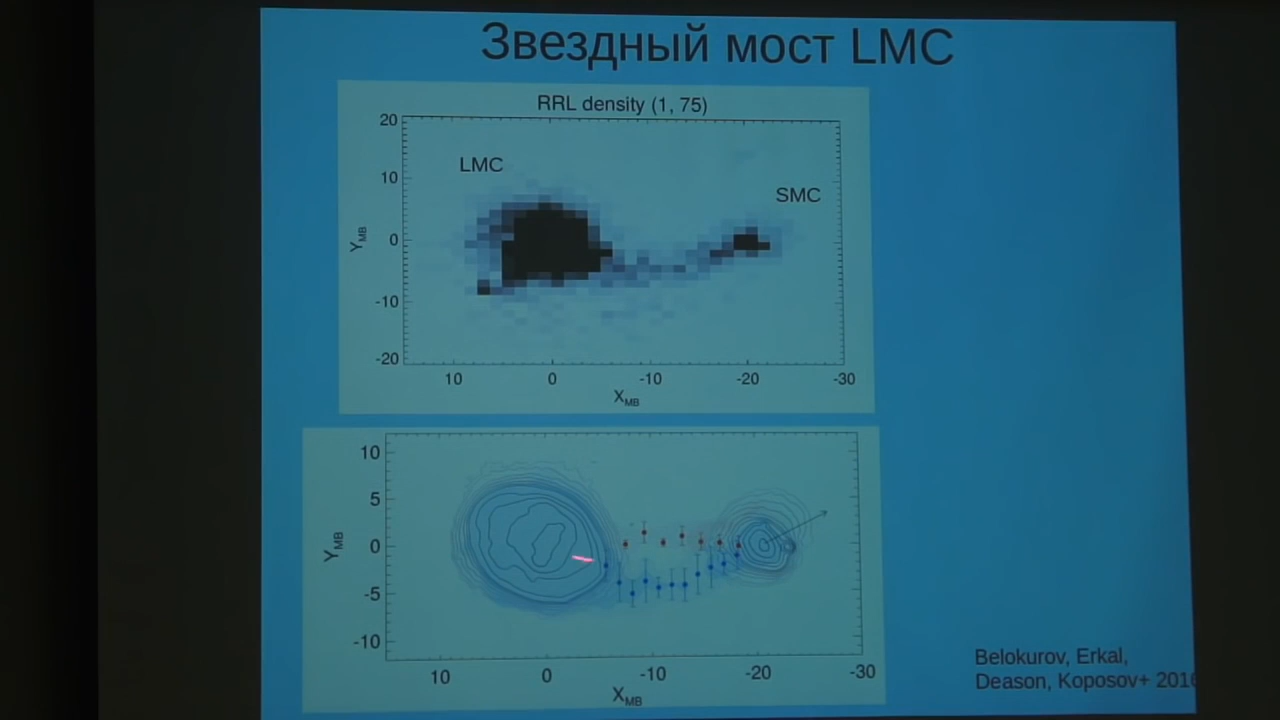 Звездный мост LMC
RRL density (1, 75)
20
10
0
-10
-20
Y_MB
LMC
SMC
10 0 -10 -20 -30
X_MB
10
5
0
-5
-10
Y_MB
10 0 -10 -20 -30
X_MB
Belokurov, Erkal,
Deason, Koposov+